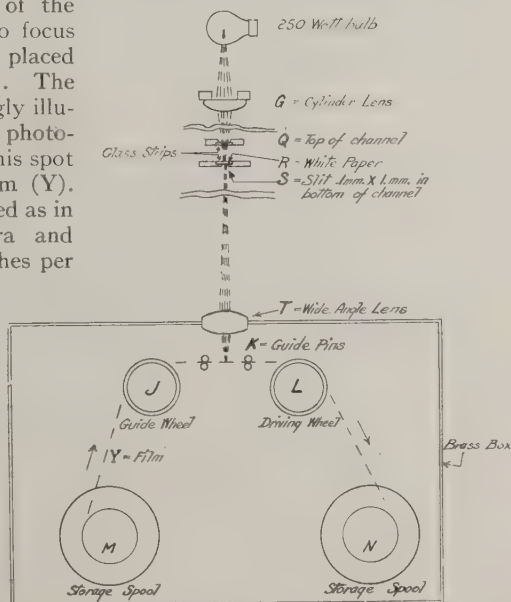 of the
o focus
placed
. The
gly illu-
photo-
his spot
m (Y).
ed as in
ra and
hes per
250 Watt bulb
G = Cylinder Lens
Q = Top of channel
Glass Strips
R = White Paper
S = Slit .1mm. X 1.mm. in
bottom of channel
T = Wide Angle Lens
K = Guide Pins
J
L
Guide Wheel
Driving Wheel
Brass Box
Y = Film
M
N
Storage Spool
Storage Spool